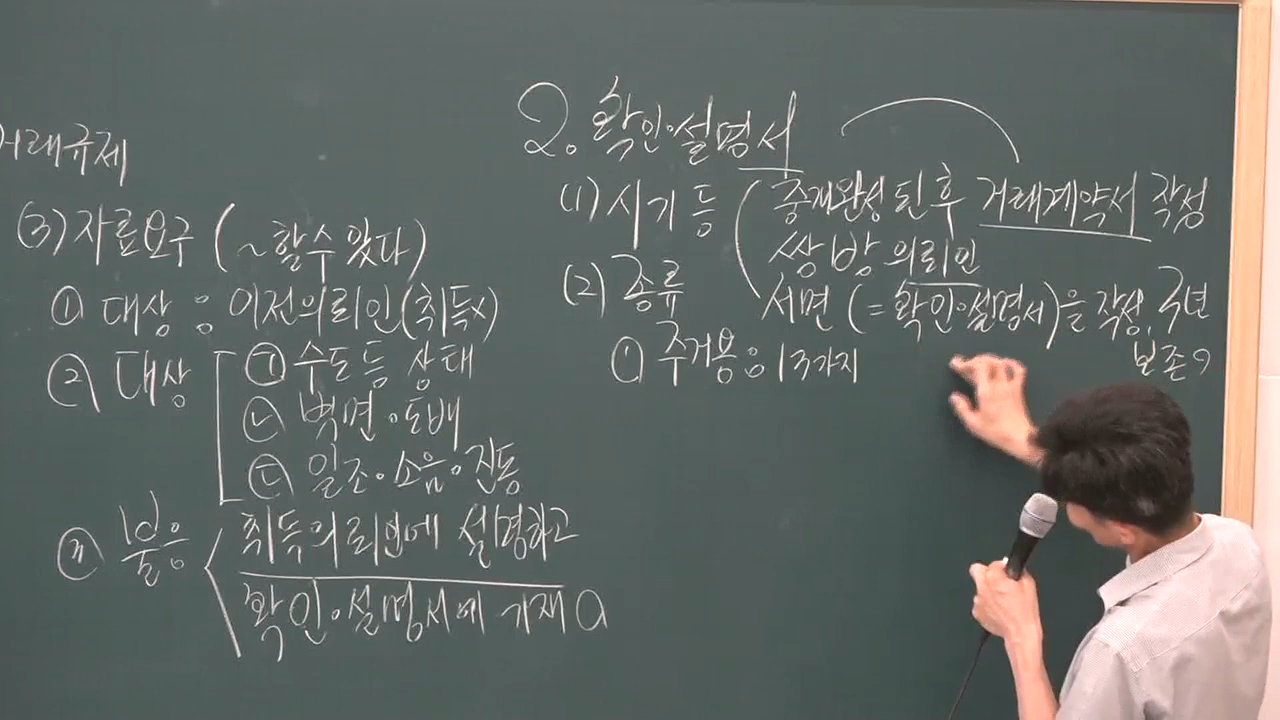 거래규제
(3) 자료요구 (~할 수 있다)
① 대상 : 이전의뢰인(취득x)
② 대상 ㉠ 수도 등 상태
㉡ 벽면·도배
㉢ 일조·소음·진동
③ 불응 취득의뢰인에 설명하고
확인·설명서에 기재
2. 확인·설명서
(1) 시기 등 중개완성 된 후 거래계약서 작성
쌍방 의뢰인
서면 (=확인·설명서)을 작성, 3년
보존
(2) 종류
① 주거용 : 13가지